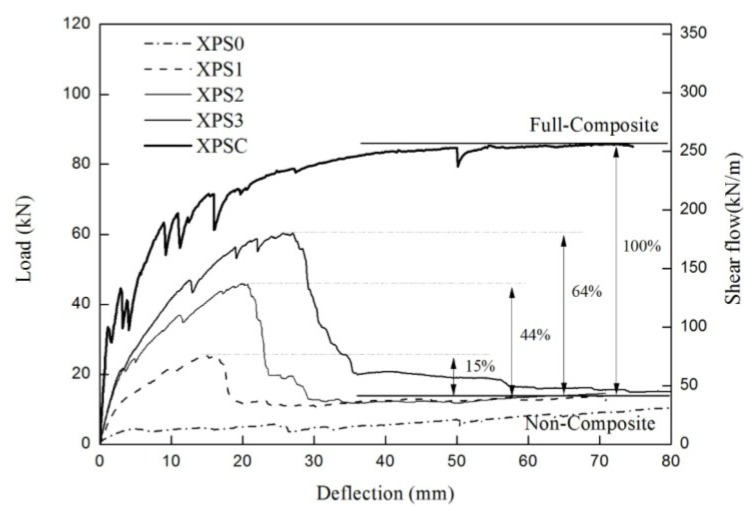 120
100
80
60
40
20
0
Load (kN)
XPS0
XPS1
XPS2
XPS3
XPSC
Full-Composite
100%
64%
44%
15%
Non-Composite
350
300
250
200
150
100
50
0
Shear flow(kN/m)
0 10 20 30 40 50 60 70 80
Deflection (mm)